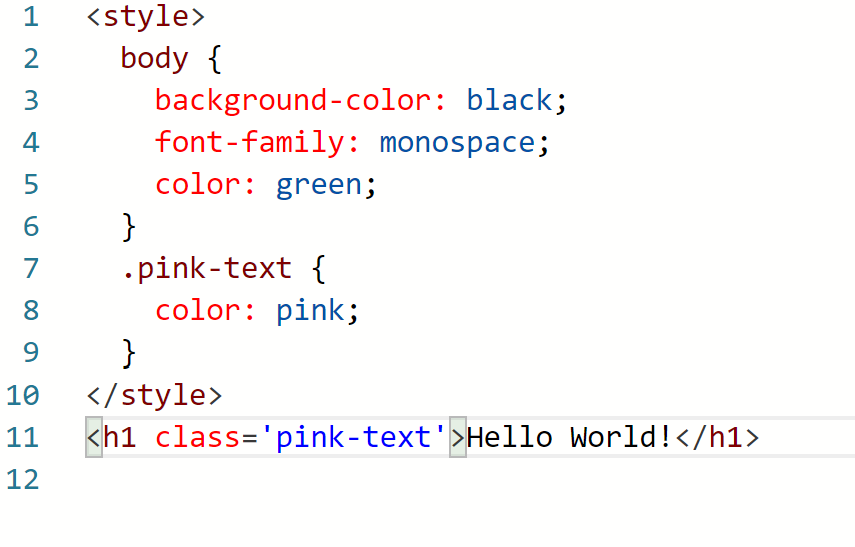 1 <style>
2 body {
3 background-color: black;
4 font-family: monospace;
5 color: green;
6 }
7 .pink-text {
8 color: pink;
9 }
10 </style>
11 <h1 class='pink-text'>Hello World!</h1>
12